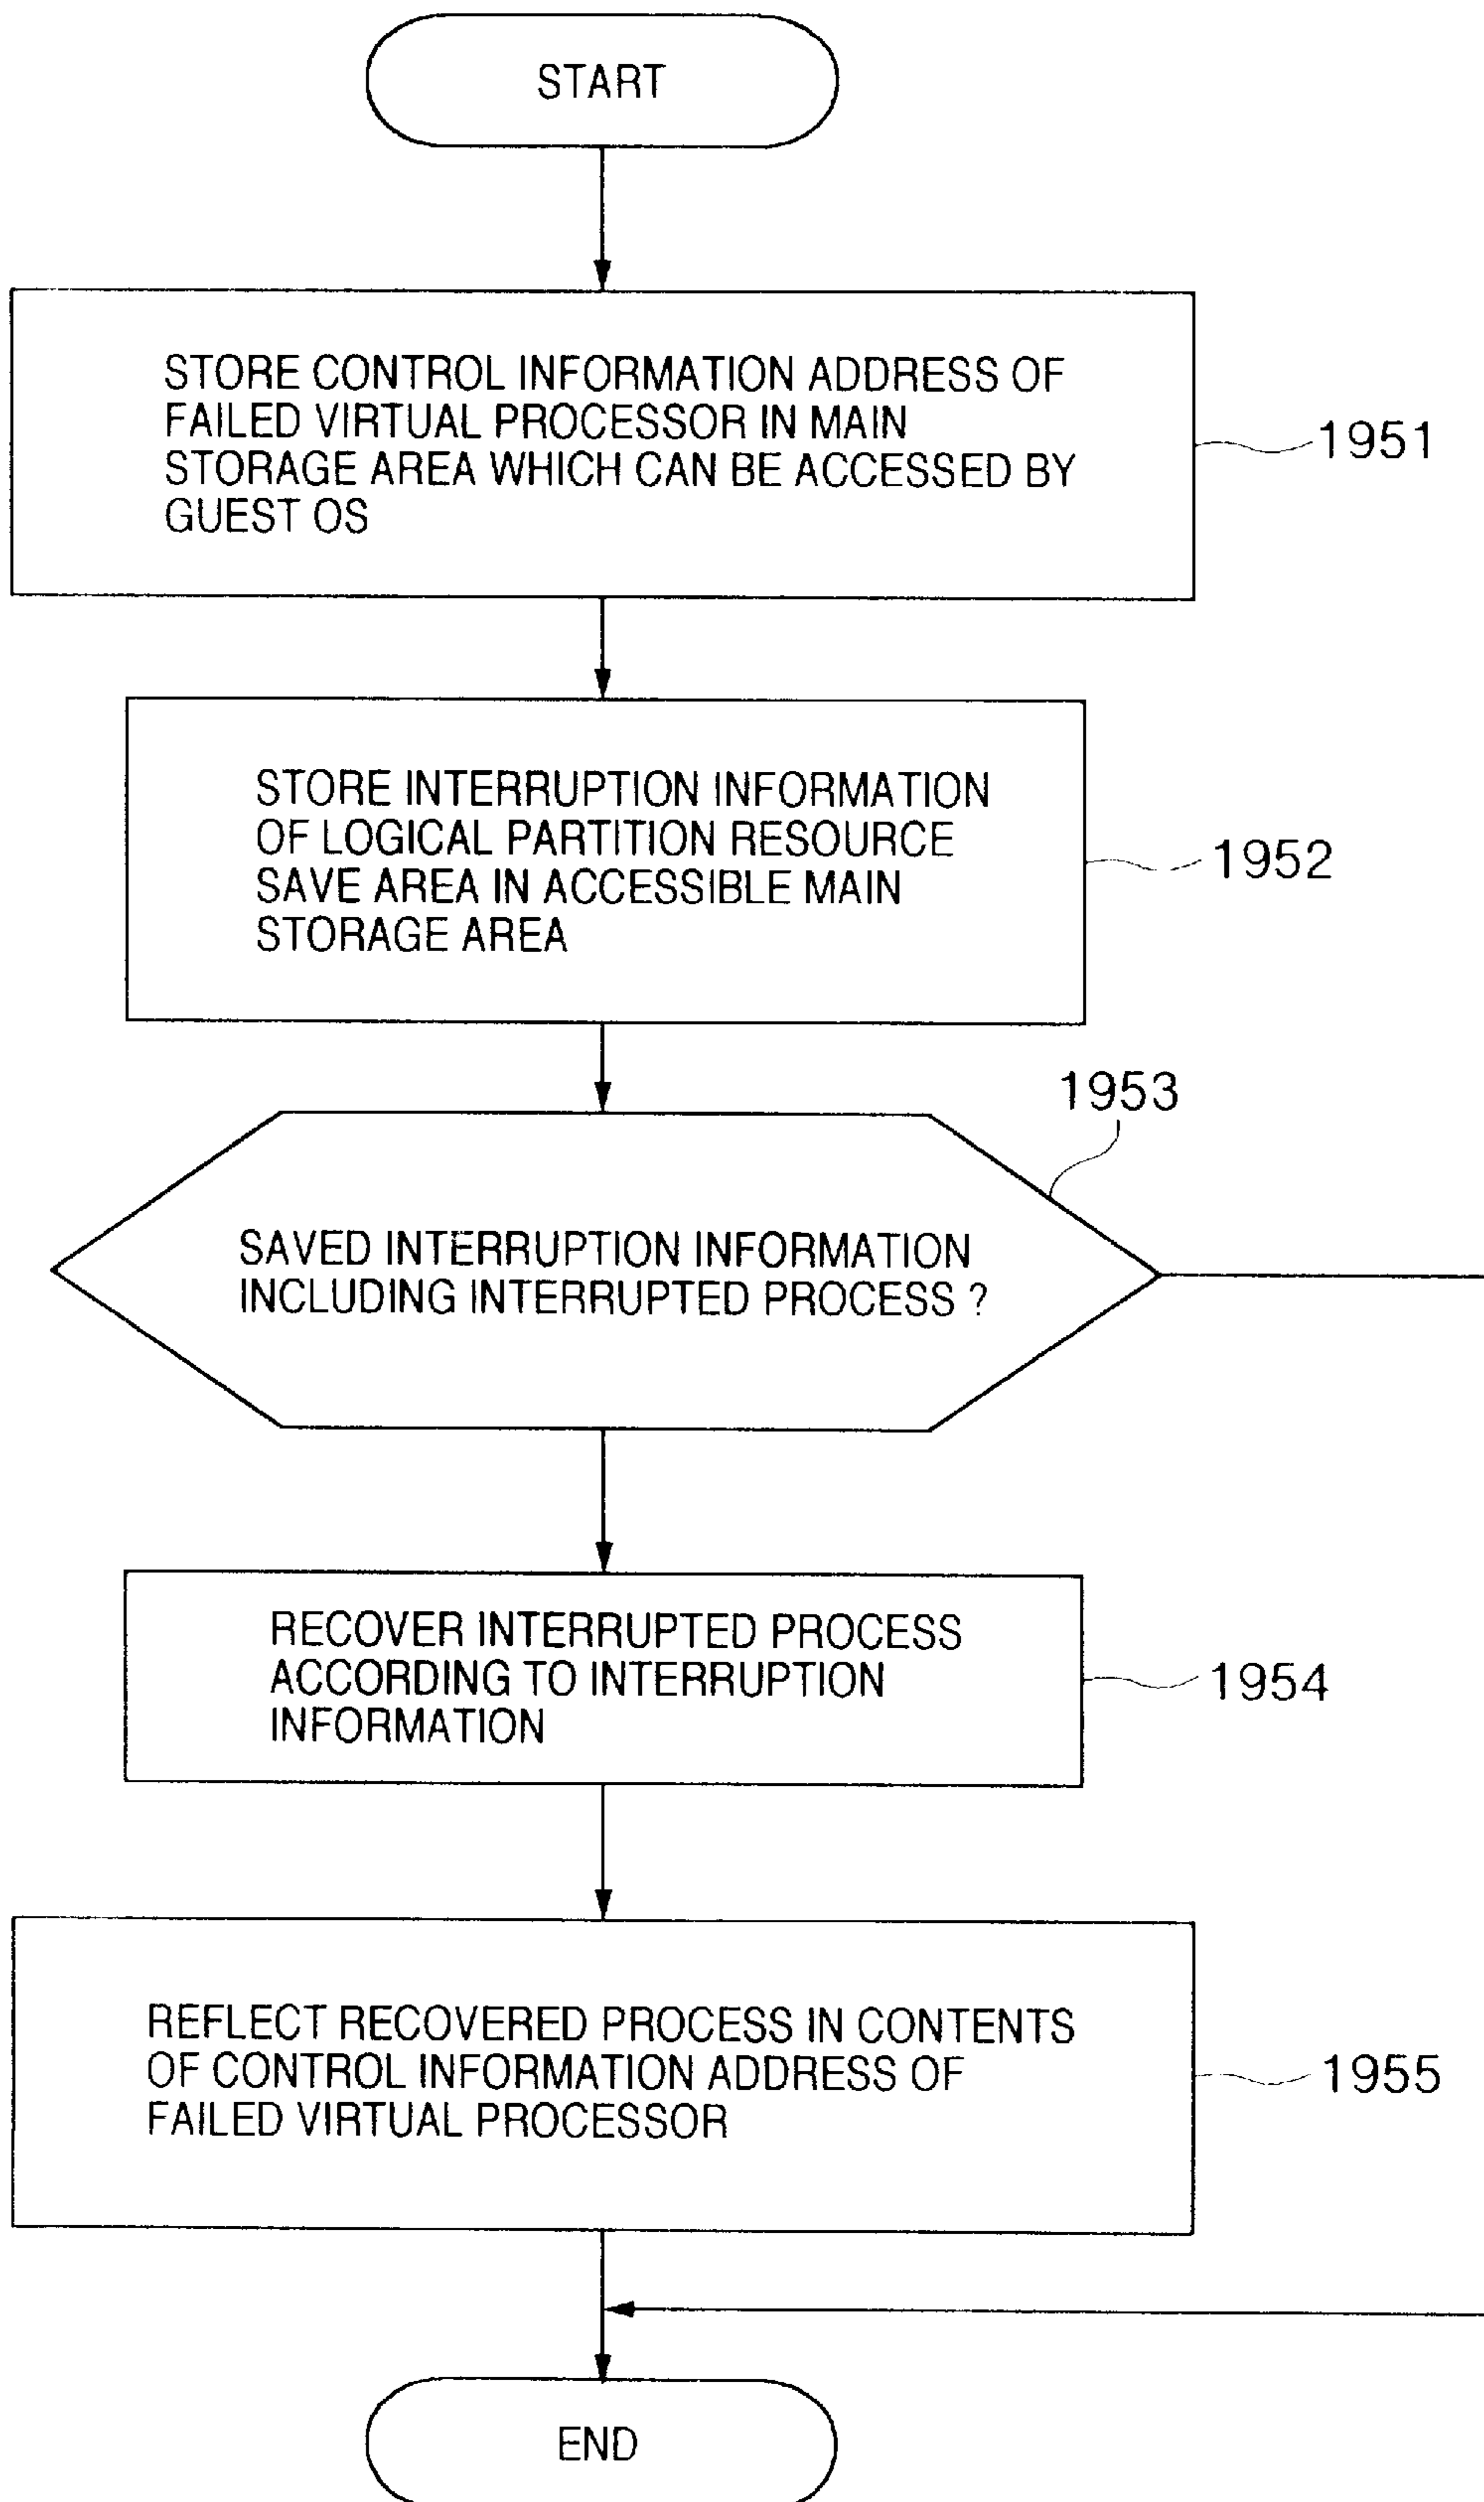 START
STORE CONTROL INFORMATION ADDRESS OF
FAILED VIRTUAL PROCESSOR IN MAIN
STORAGE AREA WHICH CAN BE ACCESSED BY
GUEST OS
1951
STORE INTERRUPTION INFORMATION
OF LOGICAL PARTITION RESOURCE
SAVE AREA IN ACCESSIBLE MAIN
STORAGE AREA
1952
1953
SAVED INTERRUPTION INFORMATION
INCLUDING INTERRUPTED PROCESS ?
RECOVER INTERRUPTED PROCESS
ACCORDING TO INTERRUPTION
INFORMATION
1954
REFLECT RECOVERED PROCESS IN CONTENTS
OF CONTROL INFORMATION ADDRESS OF
FAILED VIRTUAL PROCESSOR
1955
END